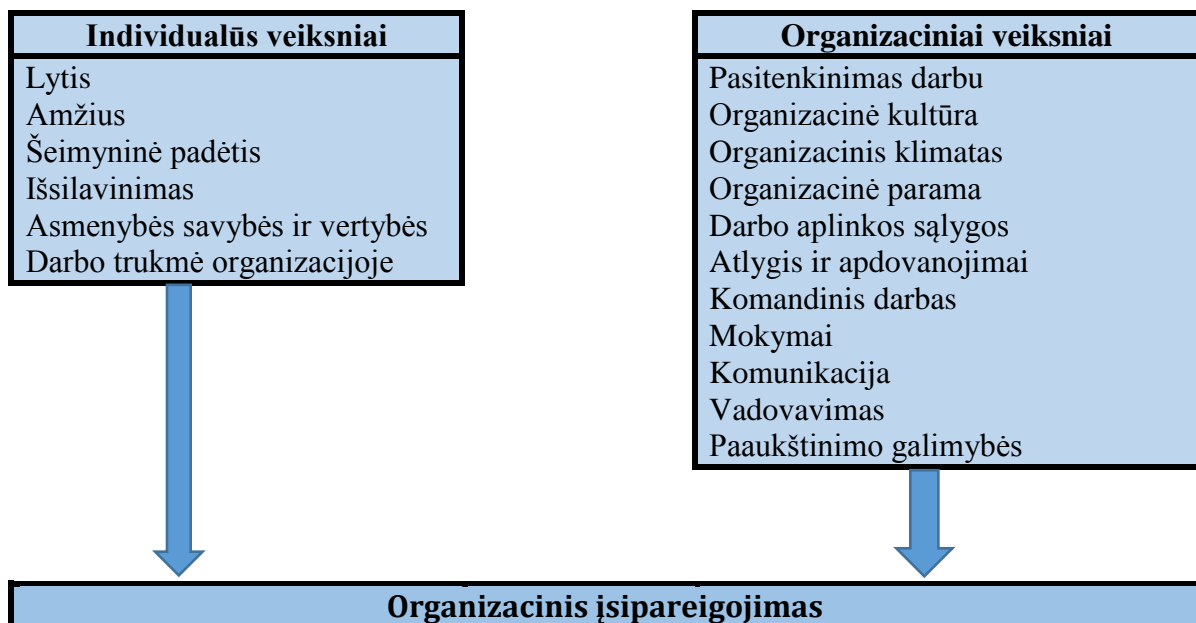 Individualūs veiksniai
Lytis
Amžius
Šeimyninė padėtis
Išsilavinimas
Asmenybės savybės ir vertybės
Darbo trukmė organizacijoje
Organizaciniai veiksniai
Pasitenkinimas darbu
Organizacinė kultūra
Organizacinis klimatas
Organizacinė parama
Darbo aplinkos sąlygos
Atlygis ir apdovanojimai
Komandinis darbas
Mokymai
Komunikacija
Vadovavimas
Paaukštinimo galimybės
Organizacinis įsipareigojimas